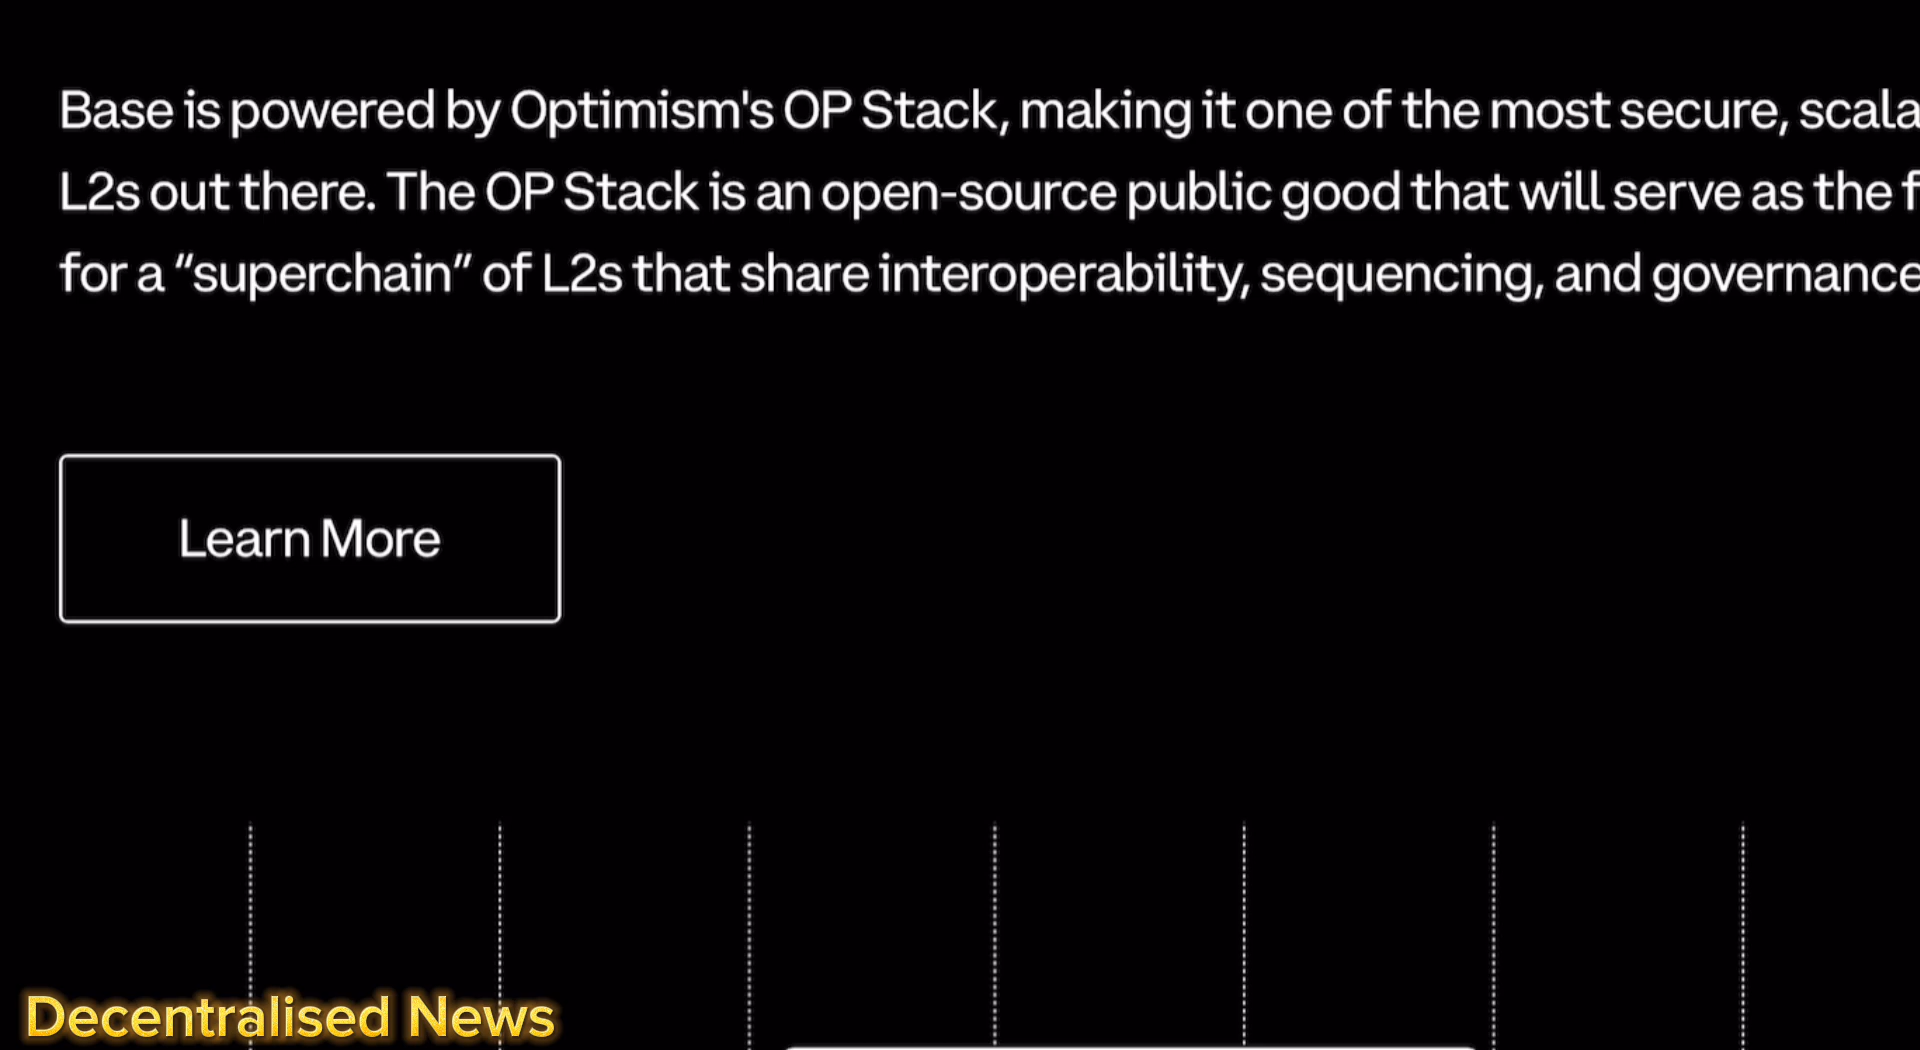 Base is powered by Optimism's OP Stack, making it one of the most secure,
L2s out there. The OP Stack is an open-source public good that will serve as the
for a “superchain” of L2s that share interoperability, sequencing, and governance
Learn More
Decentralised News